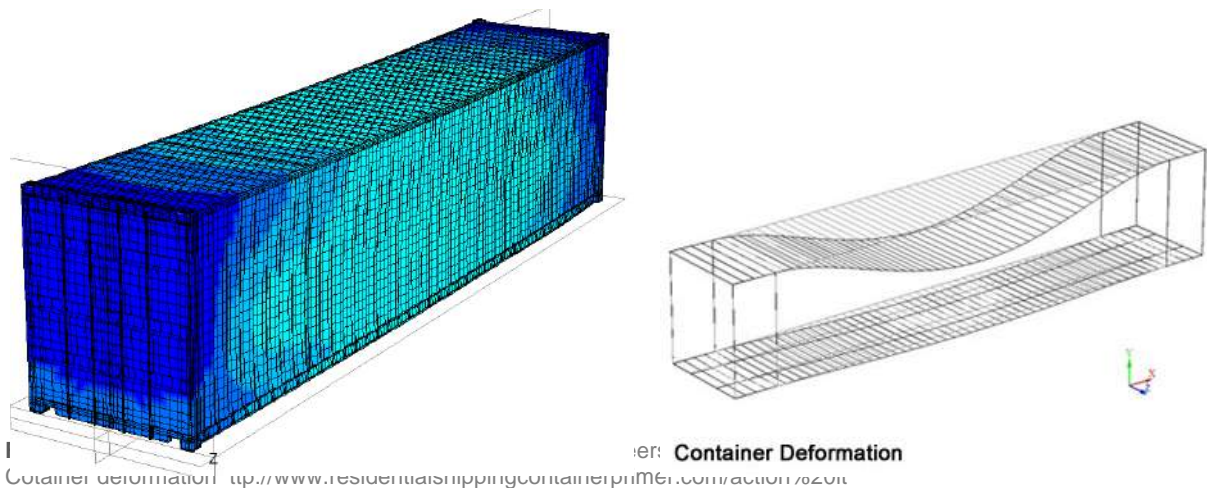 Z
Y
X
Container Deformation
Cotainer deformation ttp://www.residentialshippingcontainerprimer.com/action%20it